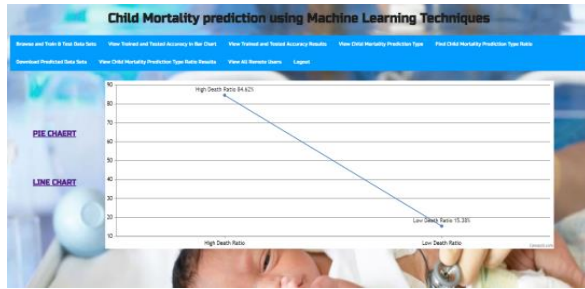 Child Mortality prediction using Machine Learning Techniques
Browse and Train & Test Data Sets View Trained and Tested Accuracy in Bar Chart View Trained and Tested Accuracy Results View Child Mortality Prediction Type Find Child Mortality Prediction Type Ratio
Download Predicted Data Sets View Child Mortality Prediction Type Ratio Results View All Remote Users Logout
PIE CHAERT
LINE CHART
90
80
70
60
50
40
30
20
10
High Death Ratio 84.625
Low Death Ratio 15.385
High Death Ratio Low Death Ratio